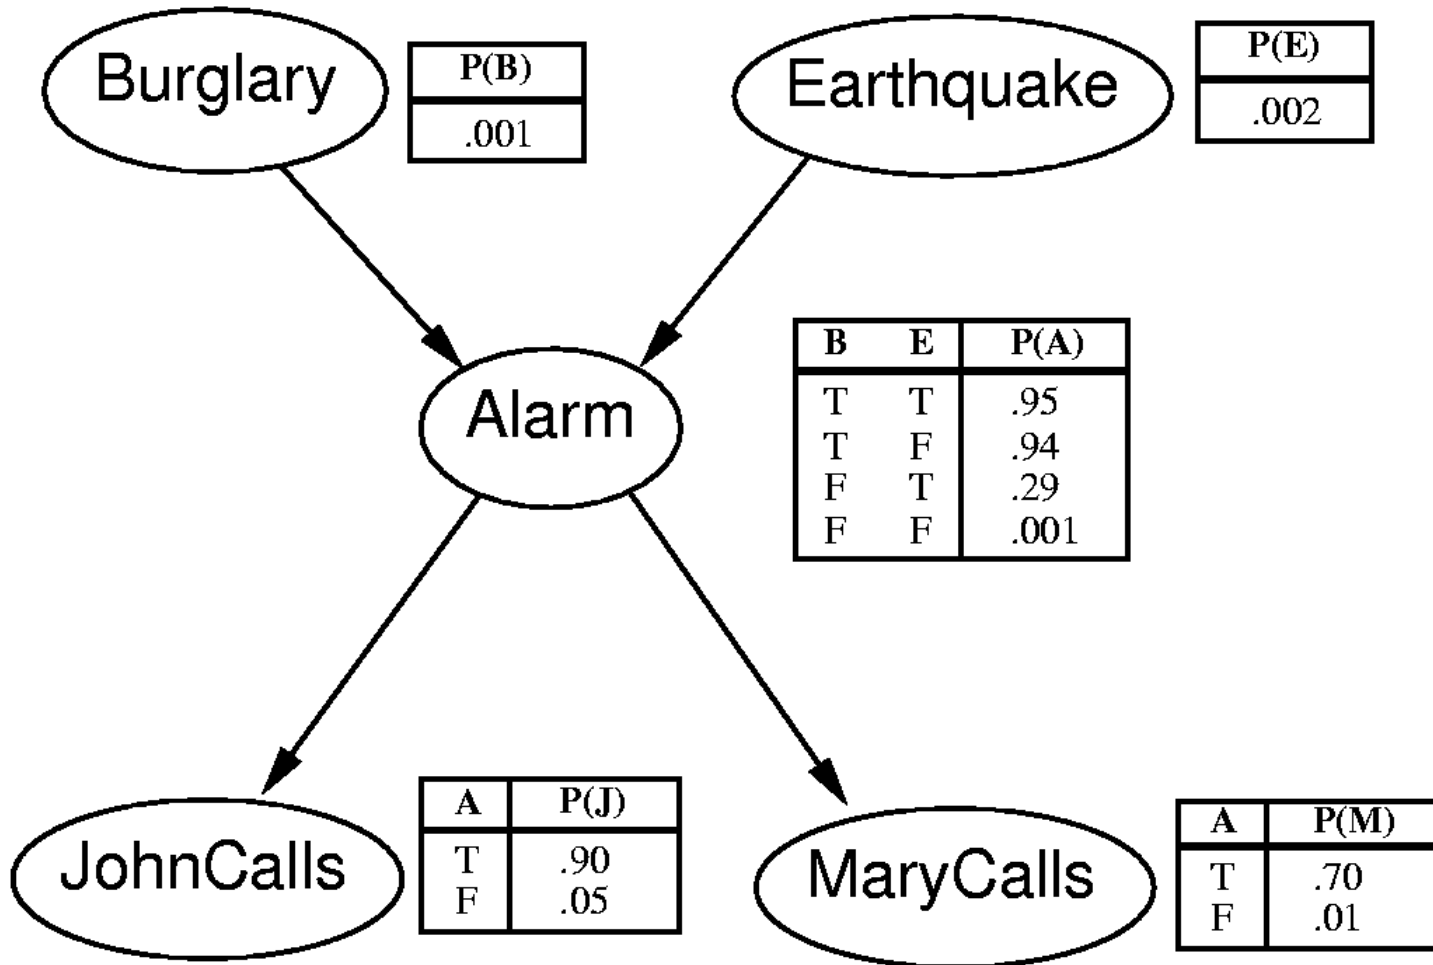 Burglary
P(B)
.001
Earthquake
P(E)
.002
Alarm
B E P(A)
T T .95
T F .94
F T .29
F F .001
JohnCalls
A P(J)
T .90
F .05
MaryCalls
A P(M)
T .70
F .01